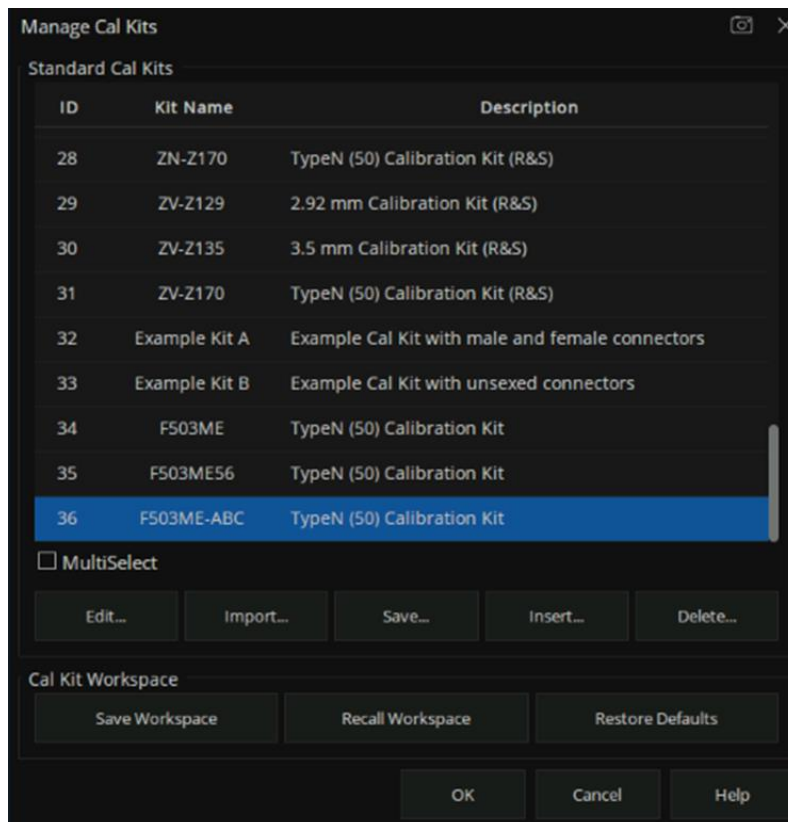 Manage Cal Kits
Standard Cal Kits
ID Kit Name Description
28 ZN-Z170 TypeN (50) Calibration Kit (R&S)
29 ZV-Z129 2.92 mm Calibration Kit (R&S)
30 ZV-Z135 3.5 mm Calibration Kit (R&S)
31 ZV-Z170 TypeN (50) Calibration Kit (R&S)
32 Example Kit A Example Cal Kit with male and female connectors
33 Example Kit B Example Cal Kit with unsexed connectors
34 F503ME TypeN (50) Calibration Kit
35 F503ME56 TypeN (50) Calibration Kit
36 F503ME-ABC TypeN (50) Calibration Kit
MultiSelect
Edit... Import... Save... Insert... Delete...
Cal Kit Workspace
Save Workspace Recall Workspace Restore Defaults
OK Cancel Help